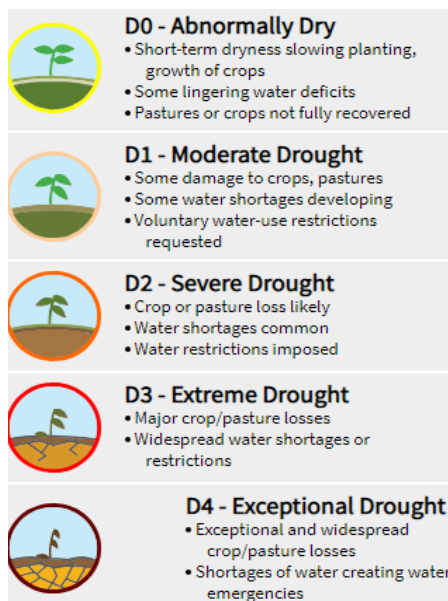 D0 - Abnormally Dry
• Short-term dryness slowing planting,
growth of crops
• Some lingering water deficits
• Pastures or crops not fully recovered
D1 - Moderate Drought
• Some damage to crops, pastures
• Some water shortages developing
• Voluntary water-use restrictions
requested
D2 - Severe Drought
• Crop or pasture loss likely
• Water shortages common
• Water restrictions imposed
D3 - Extreme Drought
• Major crop/pasture losses
• Widespread water shortages or
restrictions
D4 - Exceptional Drought
• Exceptional and widespread
crop/pasture losses
• Shortages of water creating water
emergencies